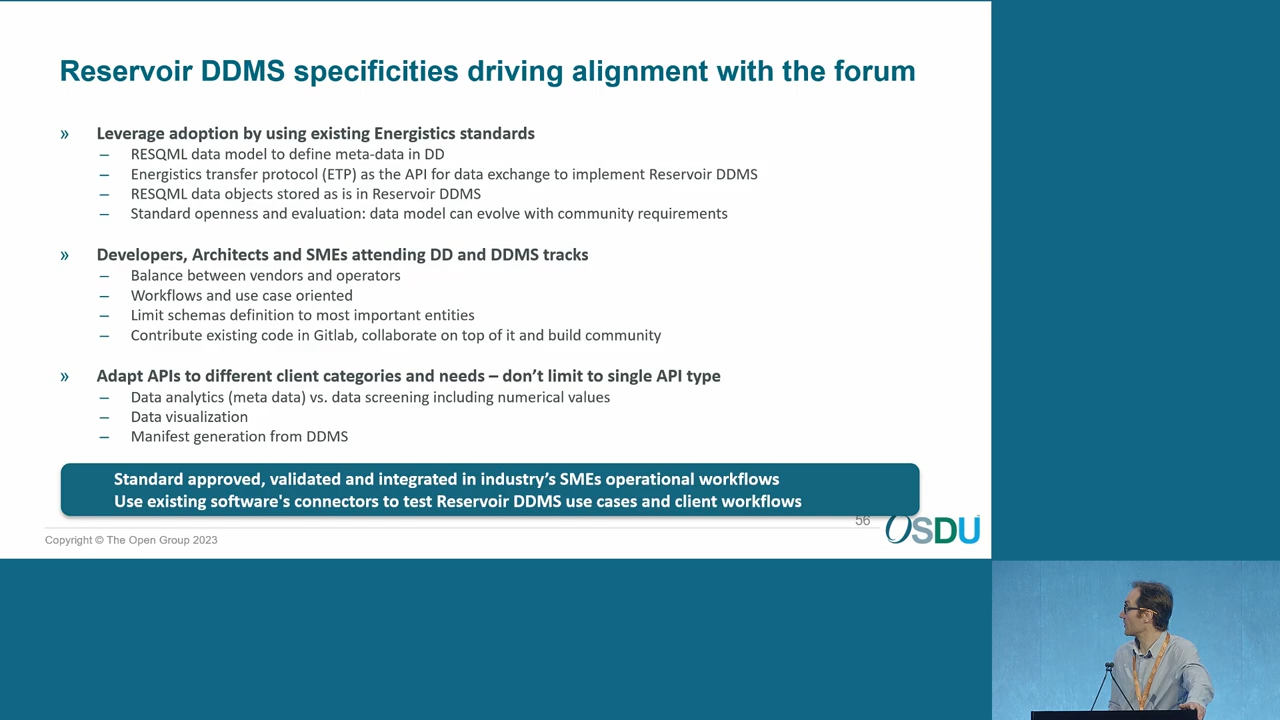 Reservoir DDMS specificities driving alignment with the forum
» Leverage adoption by using existing Energistics standards
– RESQML data model to define meta-data in DD
– Energistics transfer protocol (ETP) as the API for data exchange to implement Reservoir DDMS
– RESQML data objects stored as is in Reservoir DDMS
– Standard openness and evaluation: data model can evolve with community requirements
» Developers, Architects and SMEs attending DD and DDMS tracks
– Balance between vendors and operators
– Workflows and use case oriented
– Limit schemas definition to most important entities
– Contribute existing code in Gitlab, collaborate on top of it and build community
» Adapt APIs to different client categories and needs – don't limit to single API type
– Data analytics (meta data) vs. data screening including numerical values
– Data visualization
– Manifest generation from DDMS
Standard approved, validated and integrated in industry's SMEs operational workflows
Use existing software's connectors to test Reservoir DDMS use cases and client workflows
56
OSDU
Copyright © The Open Group 2023